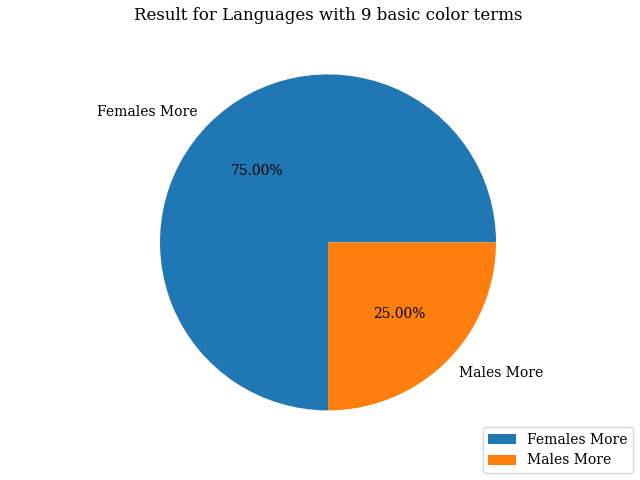 Result for Languages with 9 basic color terms
Females More
75.00%
25.00%
Males More
Females More
Males More